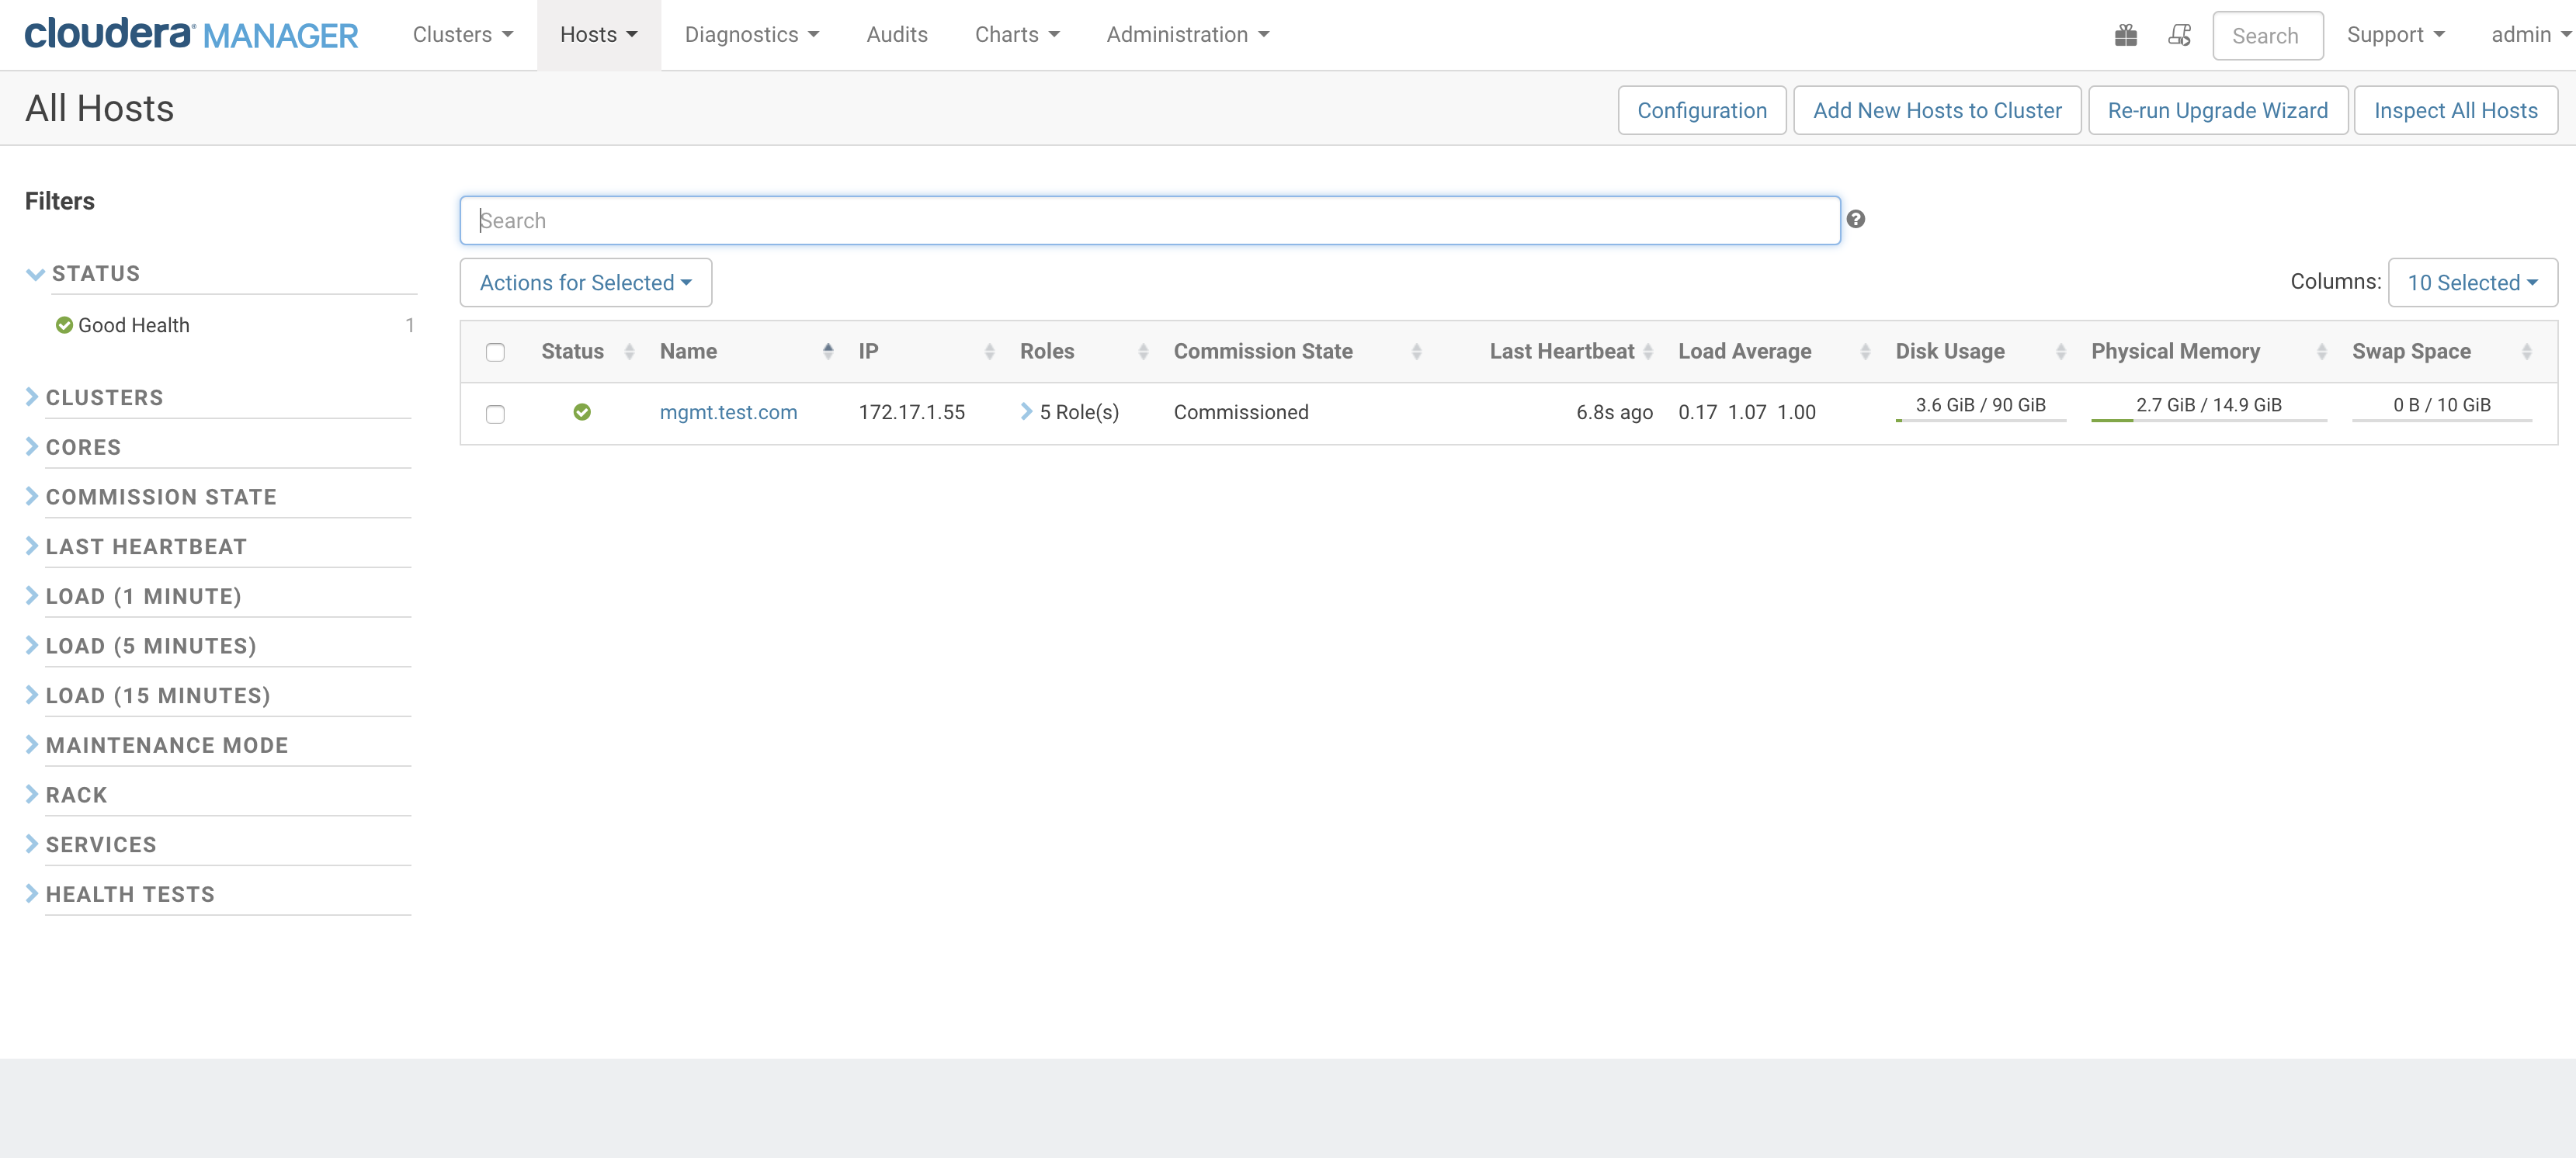 cloudera MANAGER Clusters Hosts Diagnostics Audits Charts Administration Search Support admin
All Hosts Configuration Add New Hosts to Cluster Re-run Upgrade Wizard Inspect All Hosts
Filters
STATUS
Good Health 1
CLUSTERS
CORES
COMMISSION STATE
LAST HEARTBEAT
LOAD (1 MINUTE)
LOAD (5 MINUTES)
LOAD (15 MINUTES)
MAINTENANCE MODE
RACK
SERVICES
HEALTH TESTS
Search
Actions for Selected Columns: 10 Selected
Status Name IP Roles Commission State Last Heartbeat Load Average Disk Usage Physical Memory Swap Space
mgmt.test.com 172.17.1.55 5 Role(s) Commissioned 6.8s ago 0.17 1.07 1.00 3.6 GiB / 90 GiB 2.7 GiB / 14.9 GiB 0 B / 10 GiB